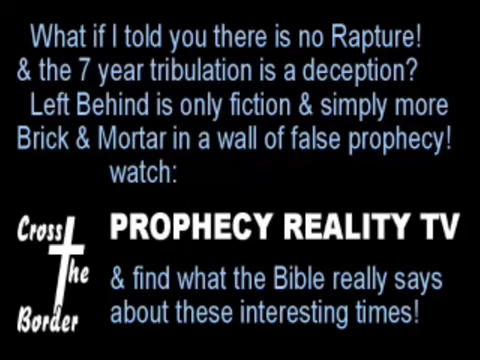 What if I told you there is no Rapture!
& the 7 year tribulation is a deception?
Left Behind is only fiction & simply more
Brick & Mortar in a wall of false prophecy!
watch:
Cross
The
Border
PROPHECY REALITY TV
& find what the Bible really says
about these interesting times!